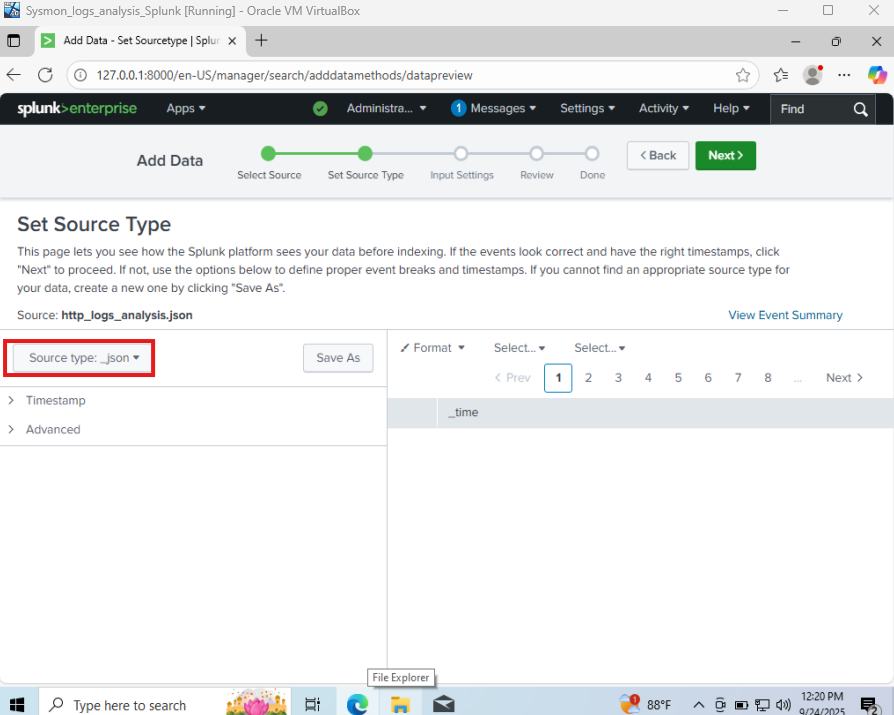 Sysmon_logs_analysis_Splunk [Running] - Oracle VM VirtualBox
Add Data - Set Sourcetype | Splun
127.0.0.1:8000/en-US/manager/search/adddatamethods/datapreview
splunk>enterprise Apps Administra... 1 Messages Settings Activity Help Find
Add Data
Select Source Set Source Type Input Settings Review Done
< Back Next >
Set Source Type
This page lets you see how the Splunk platform sees your data before indexing. If the events look correct and have the right timestamps, click
"Next" to proceed. If not, use the options below to define proper event breaks and timestamps. If you cannot find an appropriate source type for
your data, create a new one by clicking "Save As".
Source: http_logs_analysis.json View Event Summary
Source type: _json Save As
Timestamp
Advanced
Format Select... Select...
< Prev 1 2 3 4 5 6 7 8 ... Next >
_time
File Explorer
Type here to search
1 88°F
12:20 PM
9/24/2025
2